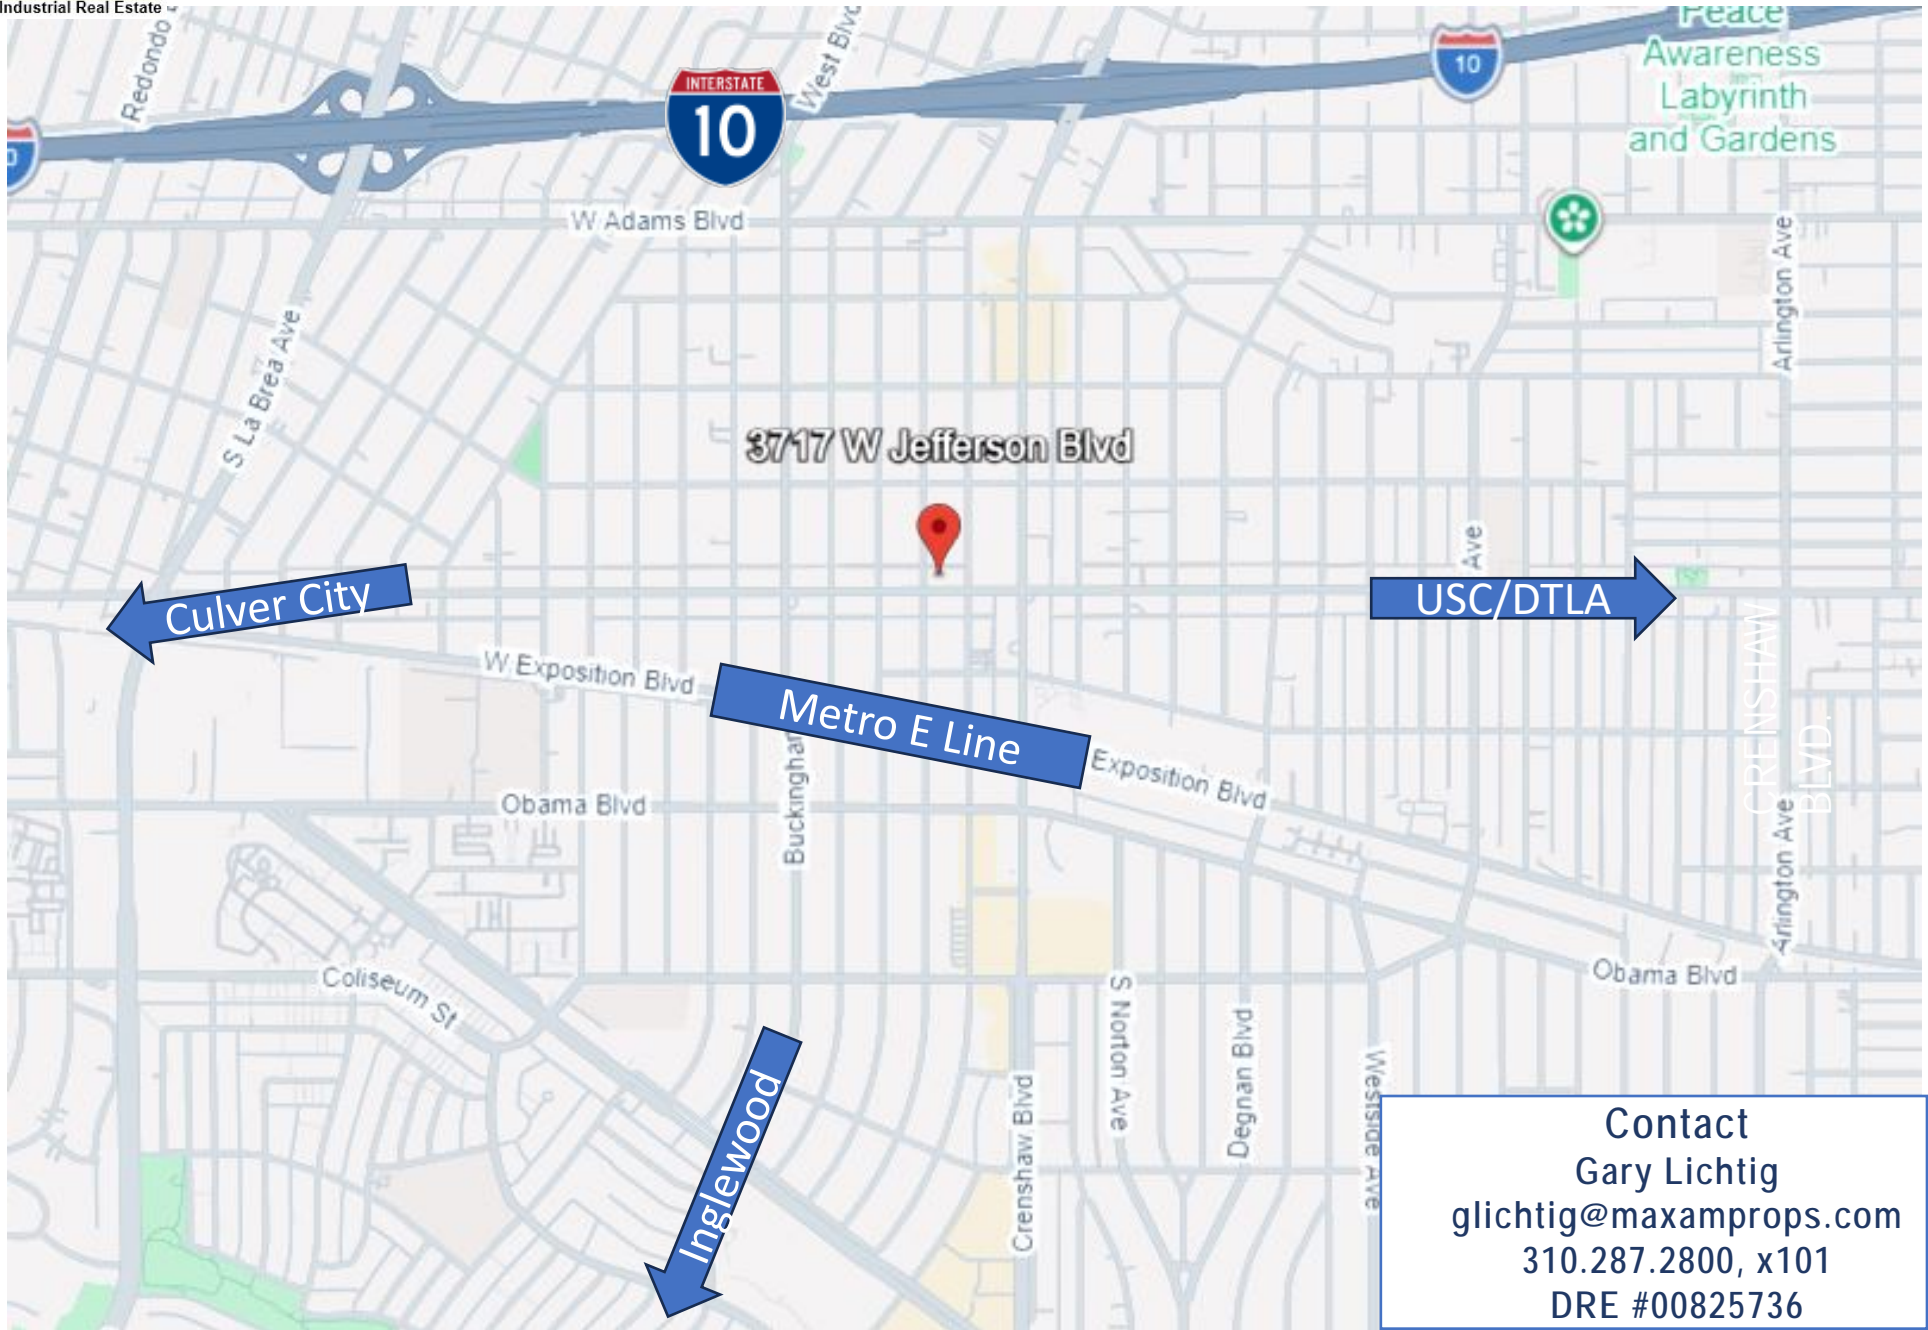 Industrial Real Estate
Redondo
West Blvd
INTERSTATE
10
10
Peace
Awareness
Labyrinth
and Gardens
W Adams Blvd
Arlington Ave
S La Brea Ave
3717 W Jefferson Blvd
Ave
Culver City
USC/DTLA
CRENSHAW
BLVD.
W Exposition Blvd
Metro E Line
Exposition Blvd
Obama Blvd
Buckingham
Arlington Ave
Obama Blvd
Coliseum St
S Norton Ave
Degnan Blvd
Westside Ave
Crenshaw Blvd
Inglewood
Contact
Gary Lichtig
glichtig@maxamprops.com
310.287.2800, x101
DRE #00825736